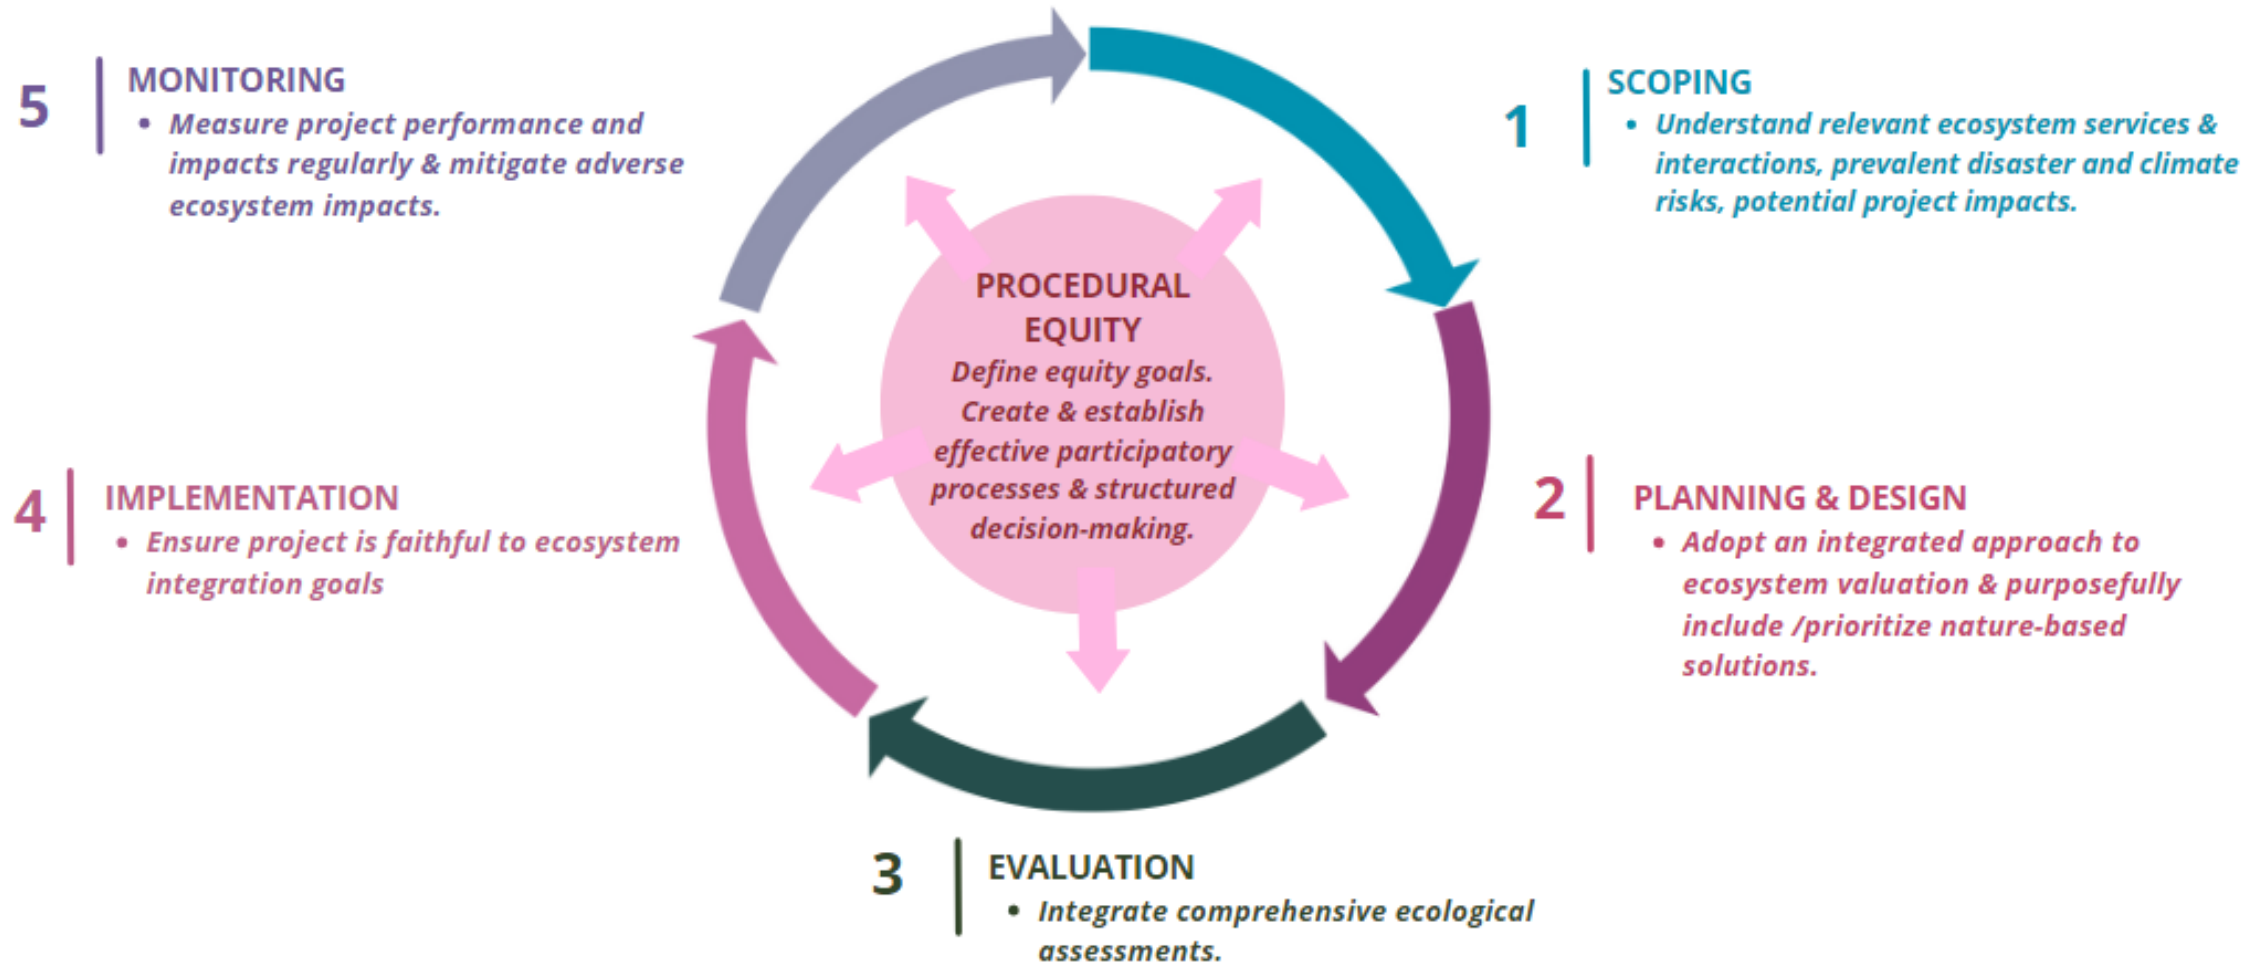 PROCEDURAL
EQUITY
Define equity goals.
Create & establish
effective participatory
processes & structured
decision-making.
1
SCOPING
• Understand relevant ecosystem services &
interactions, prevalent disaster and climate
risks, potential project impacts.
2
PLANNING & DESIGN
• Adopt an integrated approach to
ecosystem valuation & purposefully
include /prioritize nature-based
solutions.
3
EVALUATION
• Integrate comprehensive ecological
assessments.
4
IMPLEMENTATION
• Ensure project is faithful to ecosystem
integration goals
5
MONITORING
• Measure project performance and
impacts regularly & mitigate adverse
ecosystem impacts.